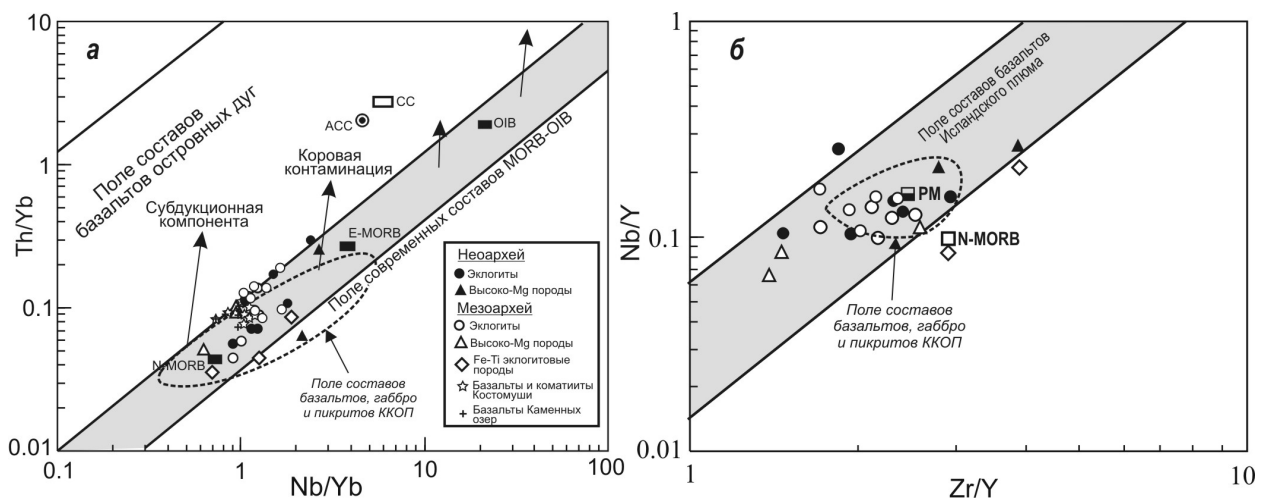 а
10
1
0.1
0.01
Th/Yb
0.1
1
10
100
Nb/Yb
Поле составов
базальтов островных дуг
Субдукционная
компонента
Коровая
контаминация
ACC
CC
OIB
E-MORB
N-MORB
Поле современных составов MORB-OIB
Поле составов
базальтов, габбро
и пикритов ККОП
Неоархей
Эклогиты
Высоко-Mg породы
Мезоархей
Эклогиты
Высоко-Mg породы
Fe-Ti эклогитовые
породы
Базальты и коматииты
Костомуши
Базальты Каменных
озер
б
1
0.1
0.01
Nb/Y
1
10
Zr/Y
Поле составов базальтов
Исландского плюма
PM
N-MORB
Поле составов
базальтов, габбро
и пикритов ККОП